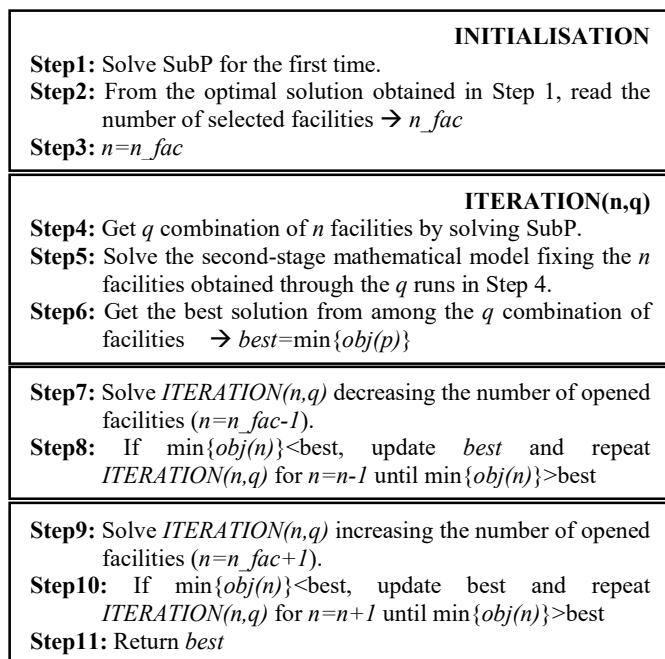 INITIALISATION
Step1: Solve SubP for the first time.
Step2: From the optimal solution obtained in Step 1, read the
number of selected facilities → n_fac
Step3: n=n_fac
ITERATION(n,q)
Step4: Get q combination of n facilities by solving SubP.
Step5: Solve the second-stage mathematical model fixing the n
facilities obtained through the q runs in Step 4.
Step6: Get the best solution from among the q combination of
facilities → best=min{obj(p)}
Step7: Solve ITERATION(n,q) decreasing the number of opened
facilities (n=n_fac-1).
Step8: If min{obj(n)}<best, update best and repeat
ITERATION(n,q) for n=n-1 until min{obj(n)}>best
Step9: Solve ITERATION(n,q) increasing the number of opened
facilities (n=n_fac+1).
Step10: If min{obj(n)}<best, update best and repeat
ITERATION(n,q) for n=n+1 until min{obj(n)}>best
Step11: Return best